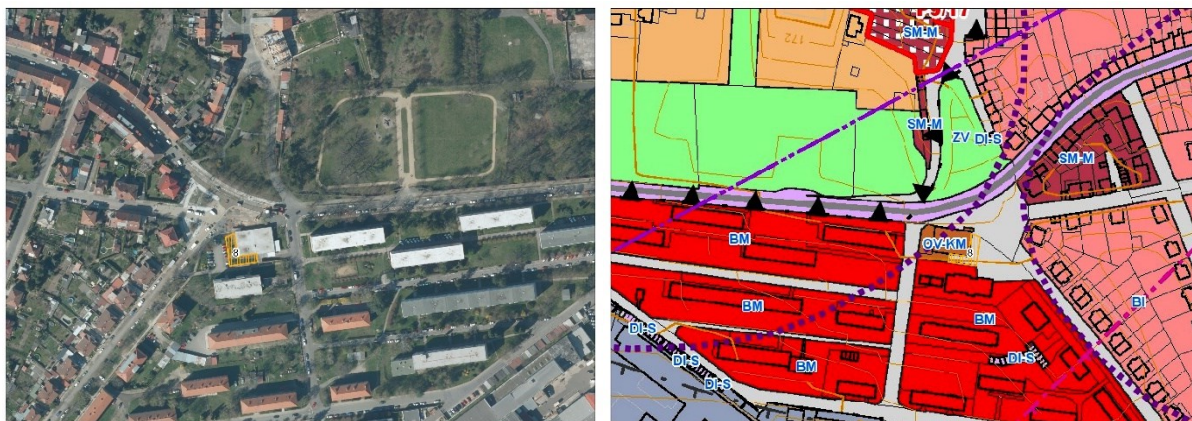 8
172
SM-M
SM-M
ZV
DI-S
SM-M
BM
OV-KM
8
BM
BM
BI
DI-S
DI-S
DI-S
BM
DI-S